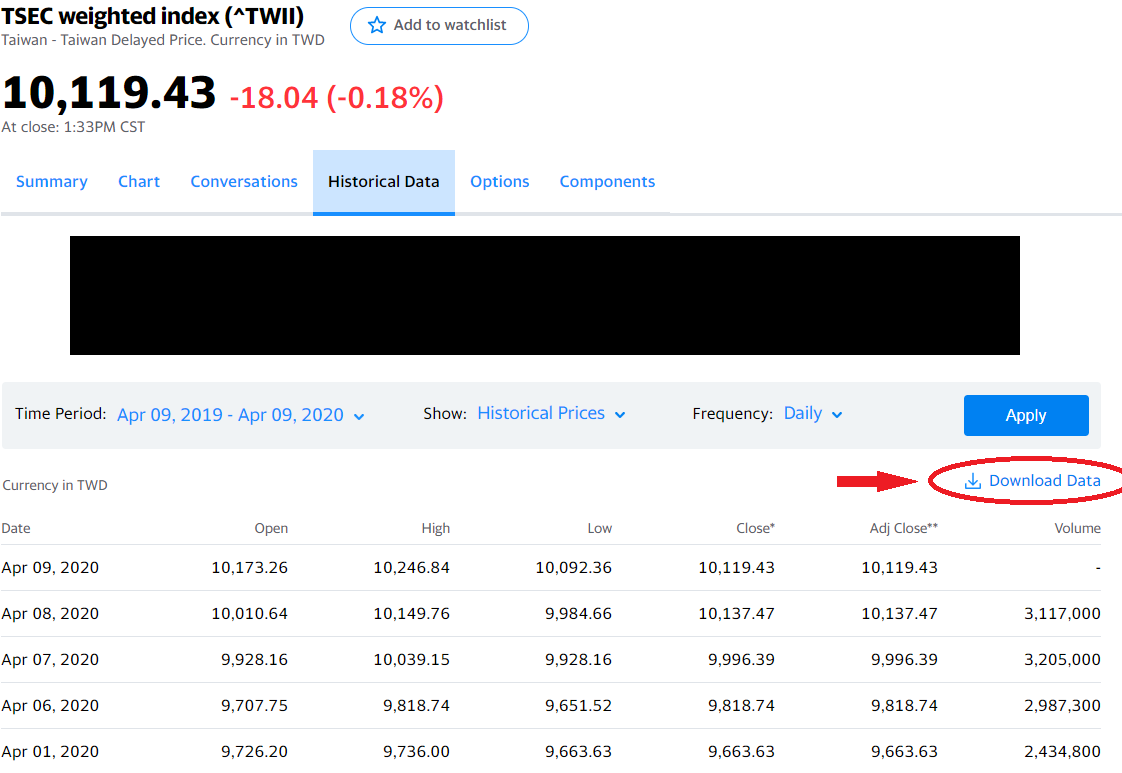 TSEC weighted index (^TWII)
Add to watchlist
Taiwan - Taiwan Delayed Price. Currency in TWD
10,119.43 -18.04 (-0.18%)
At close: 1:33PM CST
Summary Chart Conversations Historical Data Options Components
Time Period: Apr 09, 2019 - Apr 09, 2020 Show: Historical Prices Frequency: Daily Apply
Currency in TWD Download Data
Date Open High Low Close* Adj Close** Volume
Apr 09, 2020 10,173.26 10,246.84 10,092.36 10,119.43 10,119.43 -
Apr 08, 2020 10,010.64 10,149.76 9,984.66 10,137.47 10,137.47 3,117,000
Apr 07, 2020 9,928.16 10,039.15 9,928.16 9,996.39 9,996.39 3,205,000
Apr 06, 2020 9,707.75 9,818.74 9,651.52 9,818.74 9,818.74 2,987,300
Apr 01, 2020 9,726.20 9,736.00 9,663.63 9,663.63 9,663.63 2,434,800